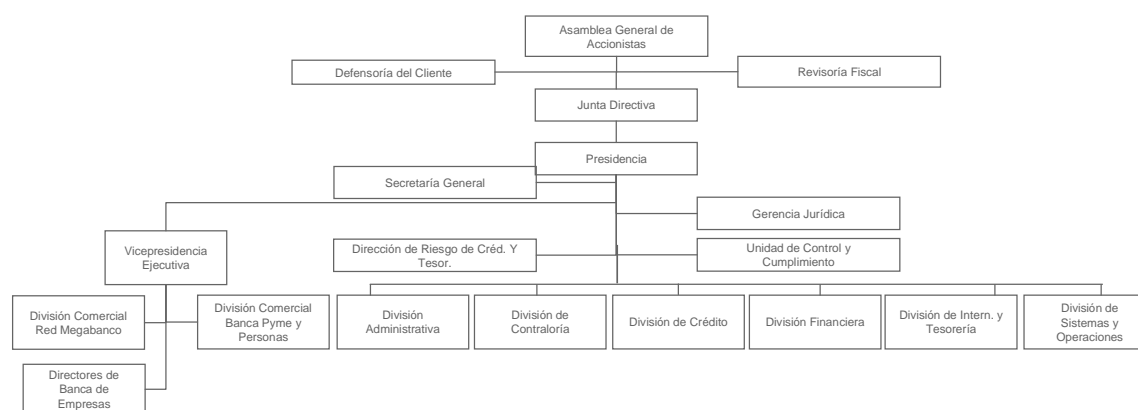 Asamblea General de
Accionistas
Defensoría del Cliente
Revisoría Fiscal
Junta Directiva
Presidencia
Secretaría General
Gerencia Jurídica
Vicepresidencia
Ejecutiva
Dirección de Riesgo de Créd. Y
Tesor.
Unidad de Control y
Cumplimiento
División Comercial
Red Megabanco
División Comercial
Banca Pyme y
Personas
División
Administrativa
División de
Contraloría
División de Crédito
División Financiera
División de Intern. y
Tesorería
División de
Sistemas y
Operaciones
Directores de
Banca de
Empresas